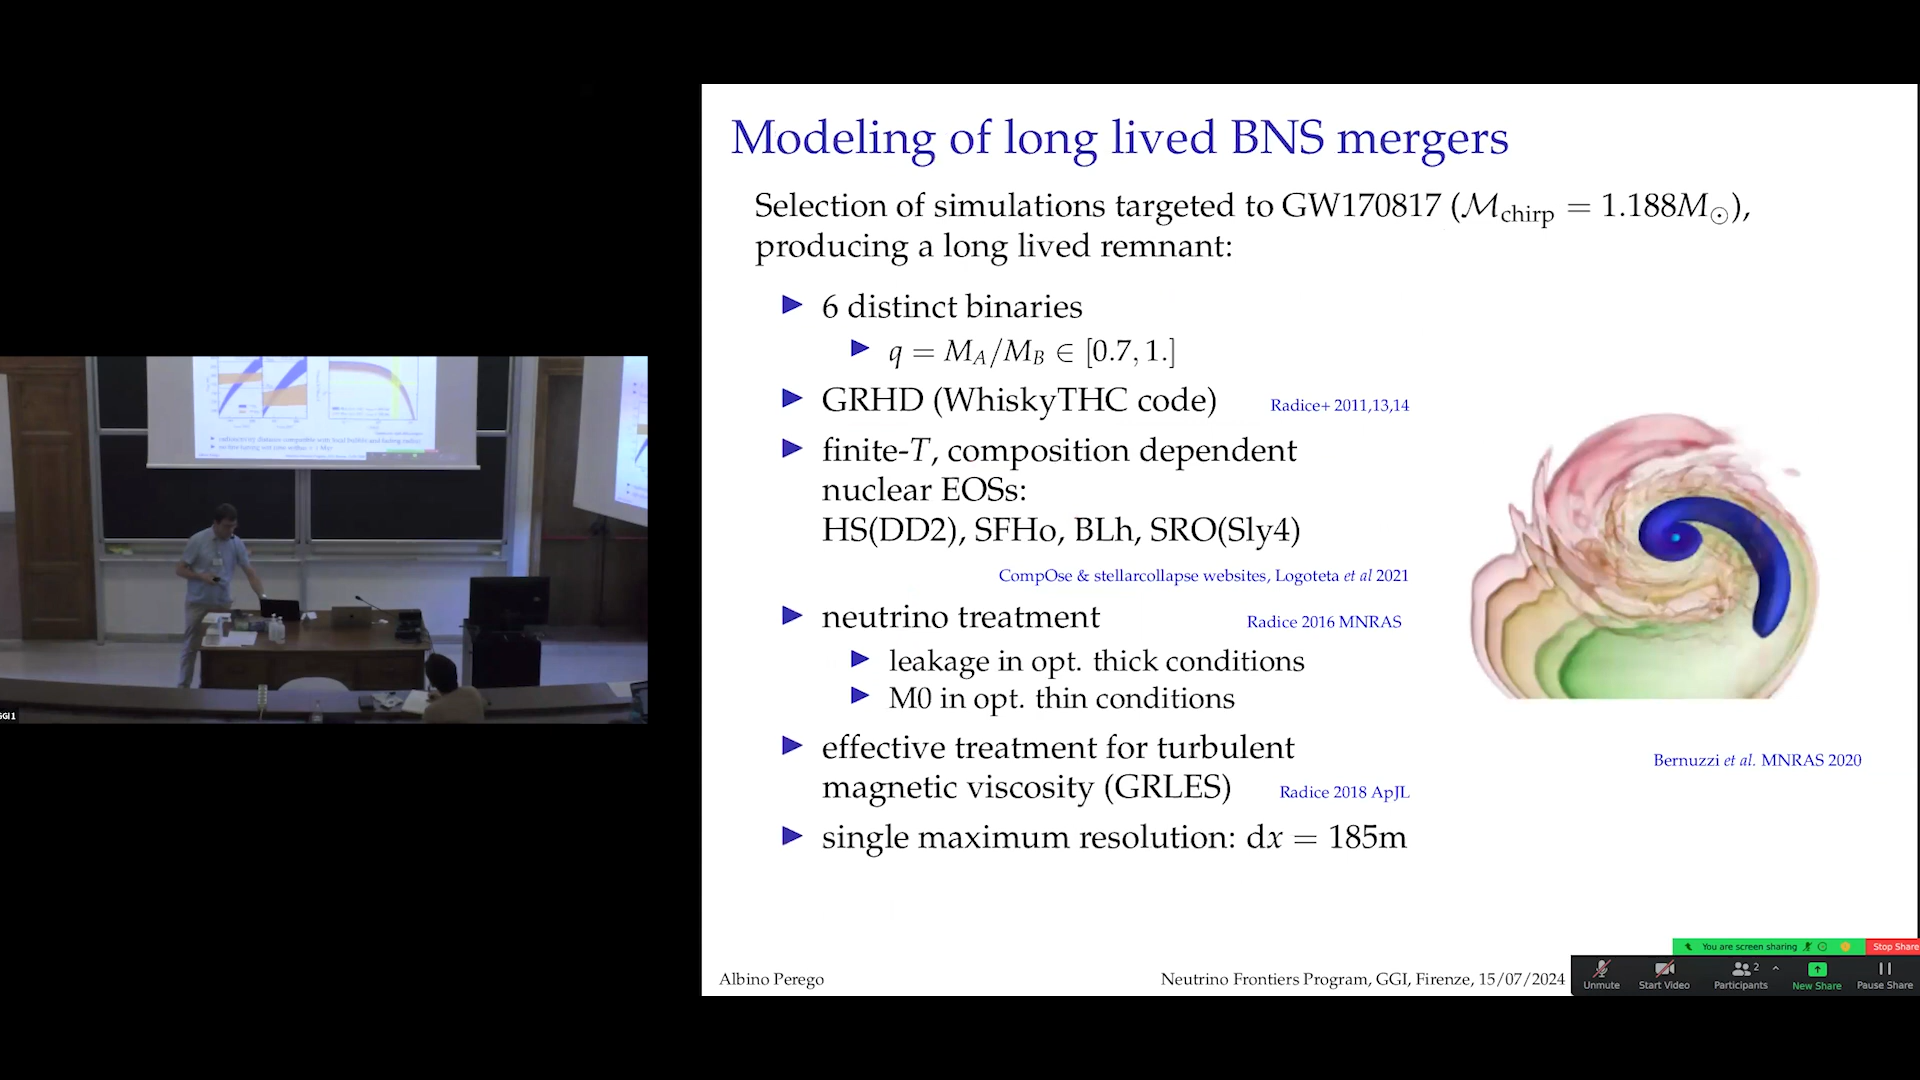 Modeling of long lived BNS mergers
Selection of simulations targeted to GW170817 (ℳchirp = 1.188M⊙),
producing a long lived remnant:
▶ 6 distinct binaries
▶ q = M_A/M_B ∈ [0.7, 1.]
▶ GRHD (WhiskyTHC code) Radice+ 2011,13,14
▶ finite-T, composition dependent
nuclear EOSs:
HS(DD2), SFHo, BLh, SRO(Sly4)
CompOse & stellarcollapse websites, Logoteta et al 2021
▶ neutrino treatment Radice 2016 MNRAS
▶ leakage in opt. thick conditions
▶ M0 in opt. thin conditions
▶ effective treatment for turbulent
magnetic viscosity (GRLES) Radice 2018 ApJL
▶ single maximum resolution: dx = 185m
Bernuzzi et al. MNRAS 2020
Albino Perego
Neutrino Frontiers Program, GGI, Firenze, 15/07/2024
You are screen sharing
Stop Share
Unmute
Start Video
2
Participants
New Share
Pause Share